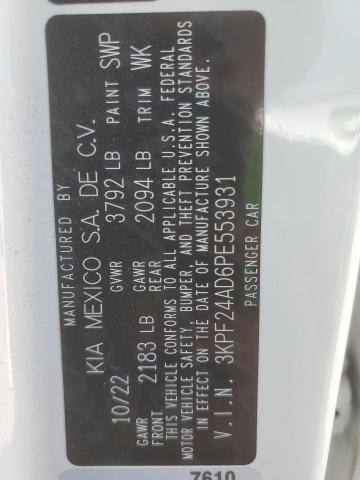 MANUFACTURED BY
KIA MEXICO S.A. DE C.V.
10/22 GVWR 3792 LB PAINT SWP
GAWR FRONT 2183 LB GAWR REAR 2094 LB TRIM WK
THIS VEHICLE CONFORMS TO ALL APPLICABLE U.S.A. FEDERAL
MOTOR VEHICLE SAFETY, BUMPER, AND THEFT PREVENTION STANDARDS
IN EFFECT ON THE DATE OF MANUFACTURE SHOWN ABOVE.
V.I.N. 3KPF24AD6PE553931
PASSENGER CAR
7610